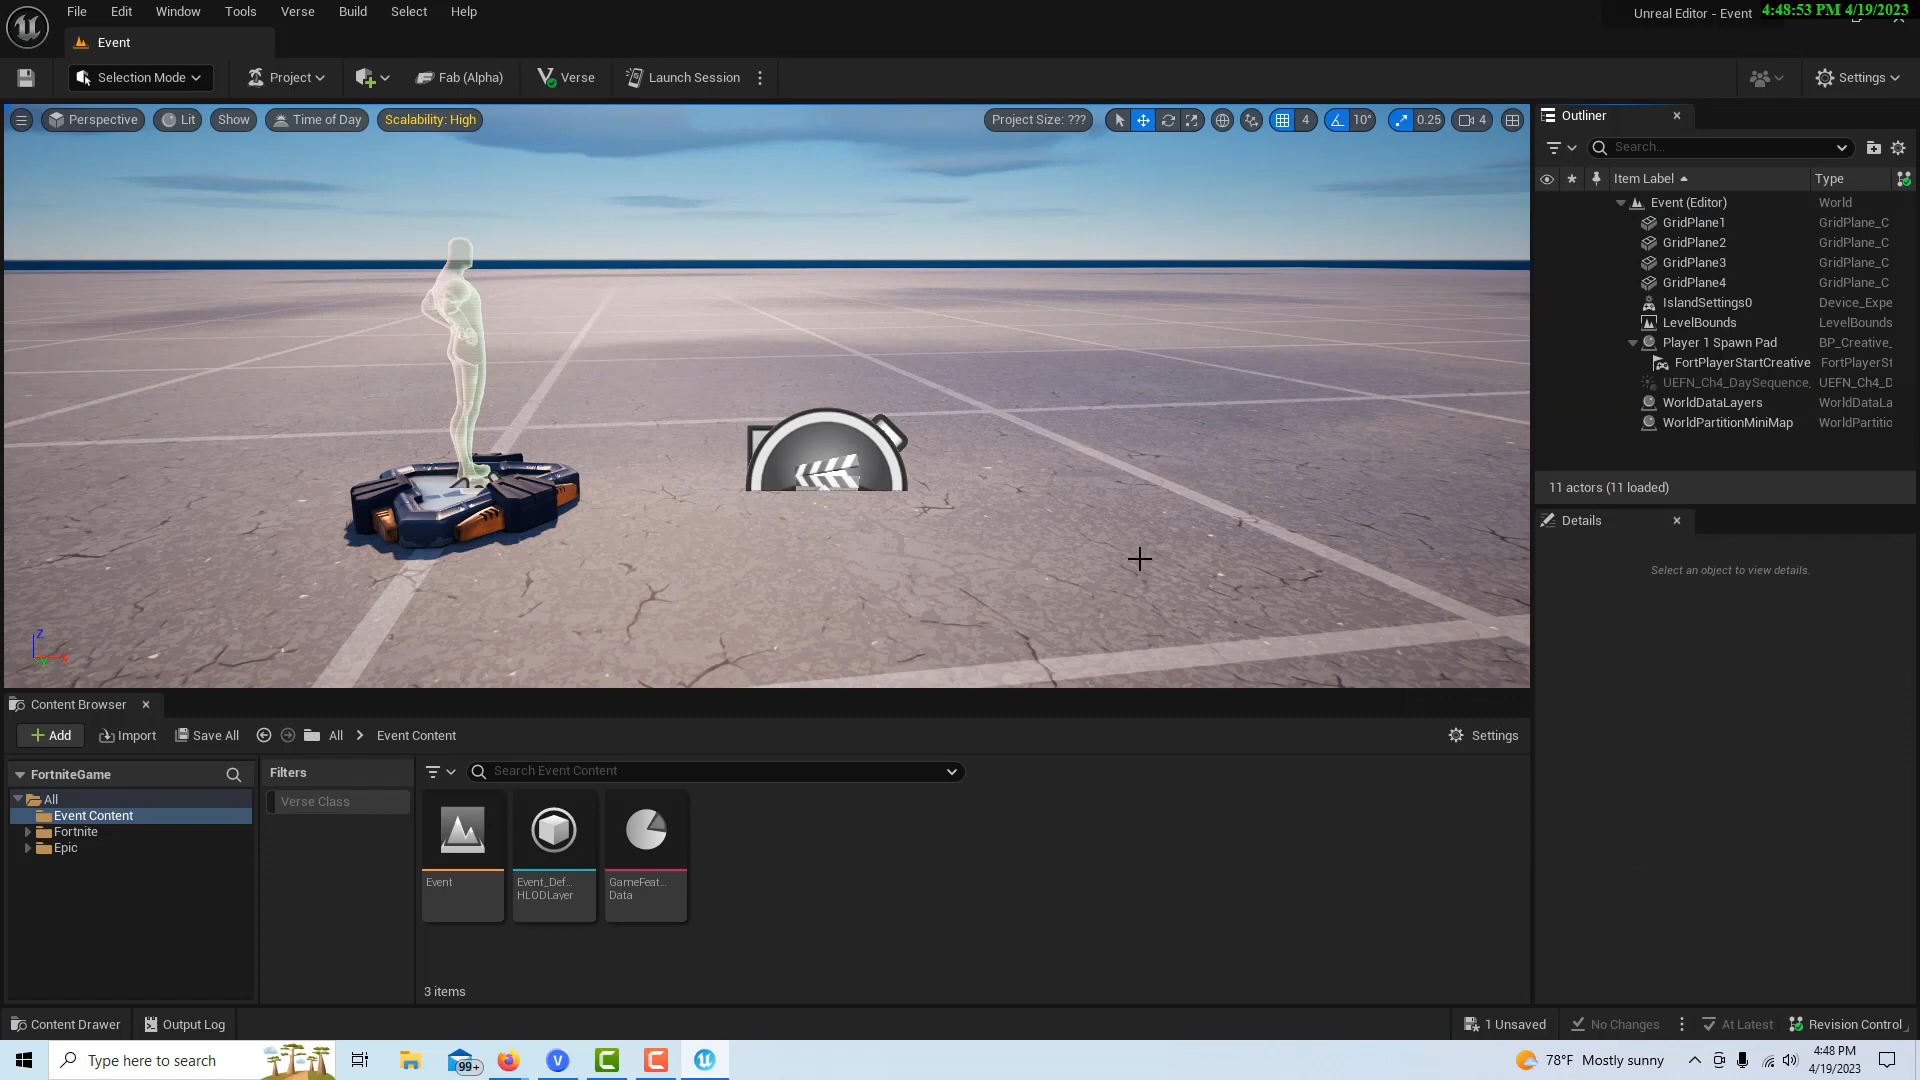 File Edit Window Tools Verse Build Select Help
Unreal Editor - Event
4:48:53 PM 4/19/2023
Event
Selection Mode
Project
Fab (Alpha)
Verse
Launch Session
Settings
Perspective
Lit
Show
Time of Day
Scalability: High
Project Size: ???
4
10°
0.25
4
Outliner
Search...
Item Label
Type
Event (Editor) World
GridPlane1 GridPlane_C
GridPlane2 GridPlane_C
GridPlane3 GridPlane_C
GridPlane4 GridPlane_C
IslandSettings0 Device_Expe
LevelBounds LevelBounds
Player 1 Spawn Pad BP_Creative_
FortPlayerStartCreative FortPlayerSt
UEFN_Ch4_DaySequence_ UEFN_Ch4_D
WorldDataLayers WorldDataLa
WorldPartitionMiniMap WorldPartitio
11 actors (11 loaded)
Details
Select an object to view details.
Z
X
Y
Content Browser
Add
Import
Save All
All
Event Content
Settings
FortniteGame
All
Event Content
Fortnite
Epic
Filters
Verse Class
Search Event Content
Event
Event_Def...
HLODLayer
GameFeat...
Data
3 items
Content Drawer
Output Log
1 Unsaved
No Changes
At Latest
Revision Control
Type here to search
99+
78°F Mostly sunny
4:48 PM
4/19/2023